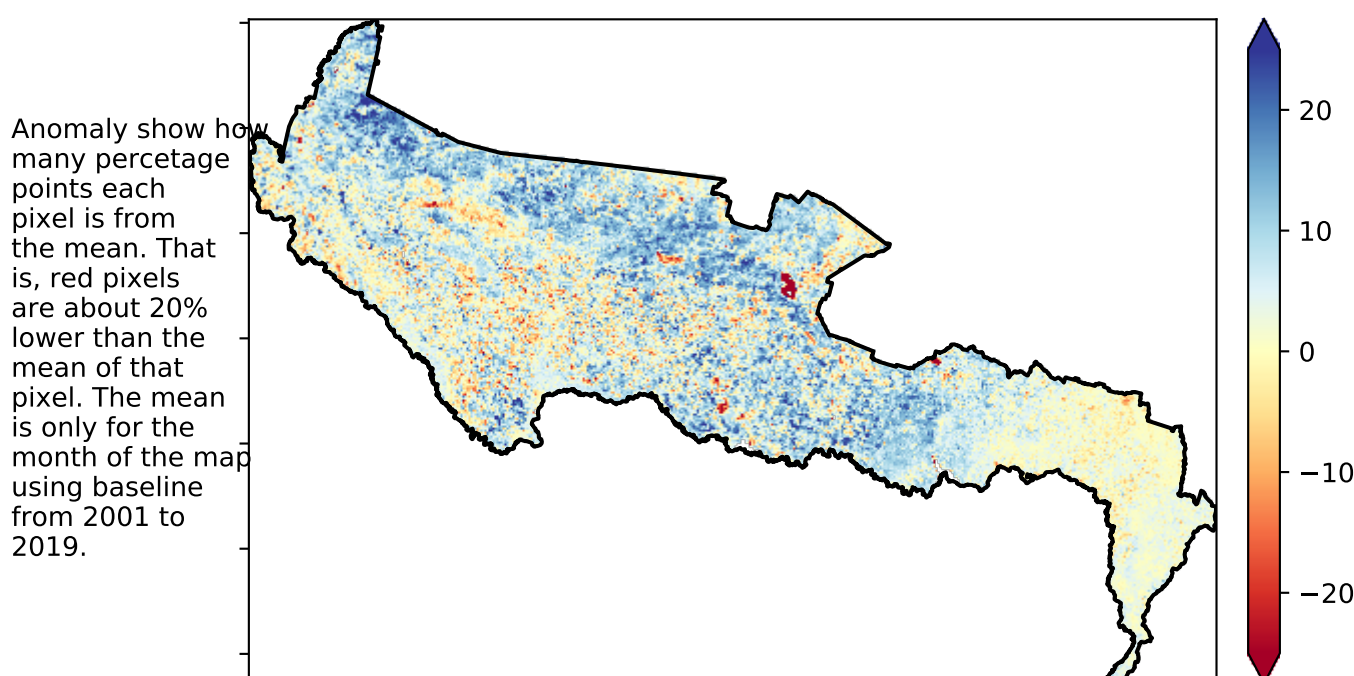 Anomaly show how
many percetage
points each
pixel is from
the mean. That
is, red pixels
are about 20%
lower than the
mean of that
pixel. The mean
is only for the
month of the map
using baseline
from 2001 to
2019.
20
10
0
−10
−20